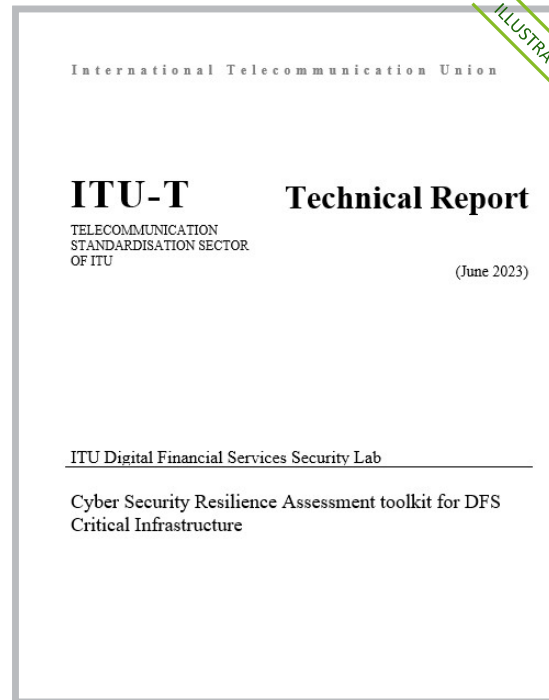 ILLUSTRA
International Telecommunication Union
ITU-T
Technical Report
TELECOMMUNICATION
STANDARDISATION SECTOR
OF ITU
(June 2023)
ITU Digital Financial Services Security Lab
Cyber Security Resilience Assessment toolkit for DFS
Critical Infrastructure